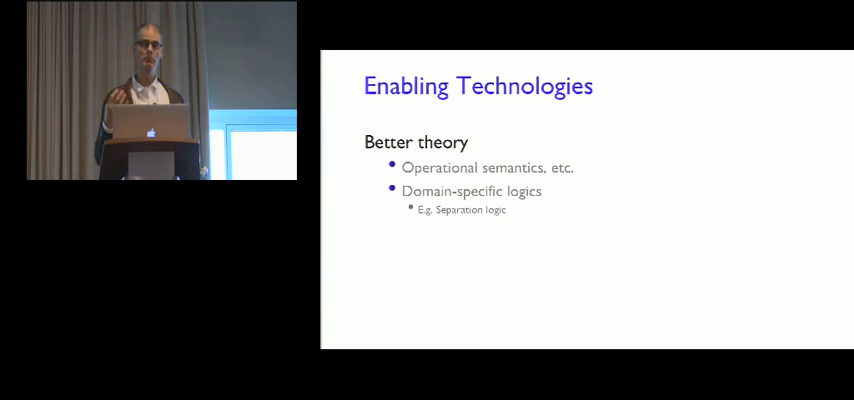 Enabling Technologies
Better theory
• Operational semantics, etc.
• Domain-specific logics
• E.g. Separation logic